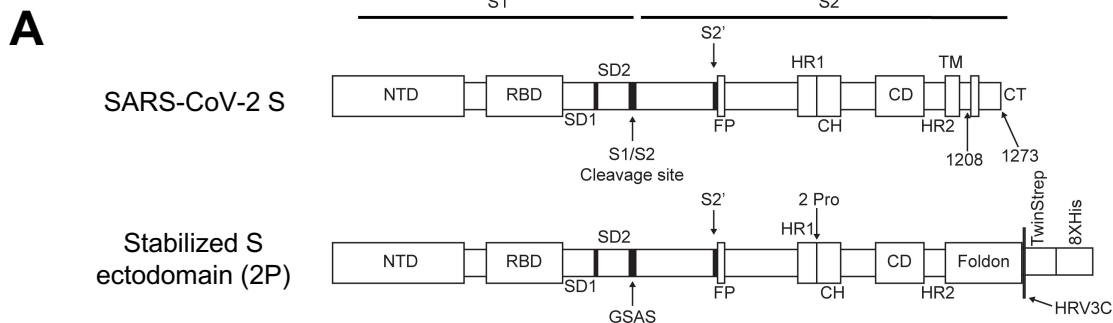 S1 S2
A
S2'
SD2 HR1 TM
SARS-CoV-2 S NTD RBD CD CT
SD1 FP CH HR2
S1/S2
Cleavage site
1208 1273
S2' 2 Pro
TwinStrep 8XHis
SD2 HR1
Stabilized S
ectodomain (2P)
NTD RBD CD Foldon
SD1 FP CH HR2
GSAS HRV3C